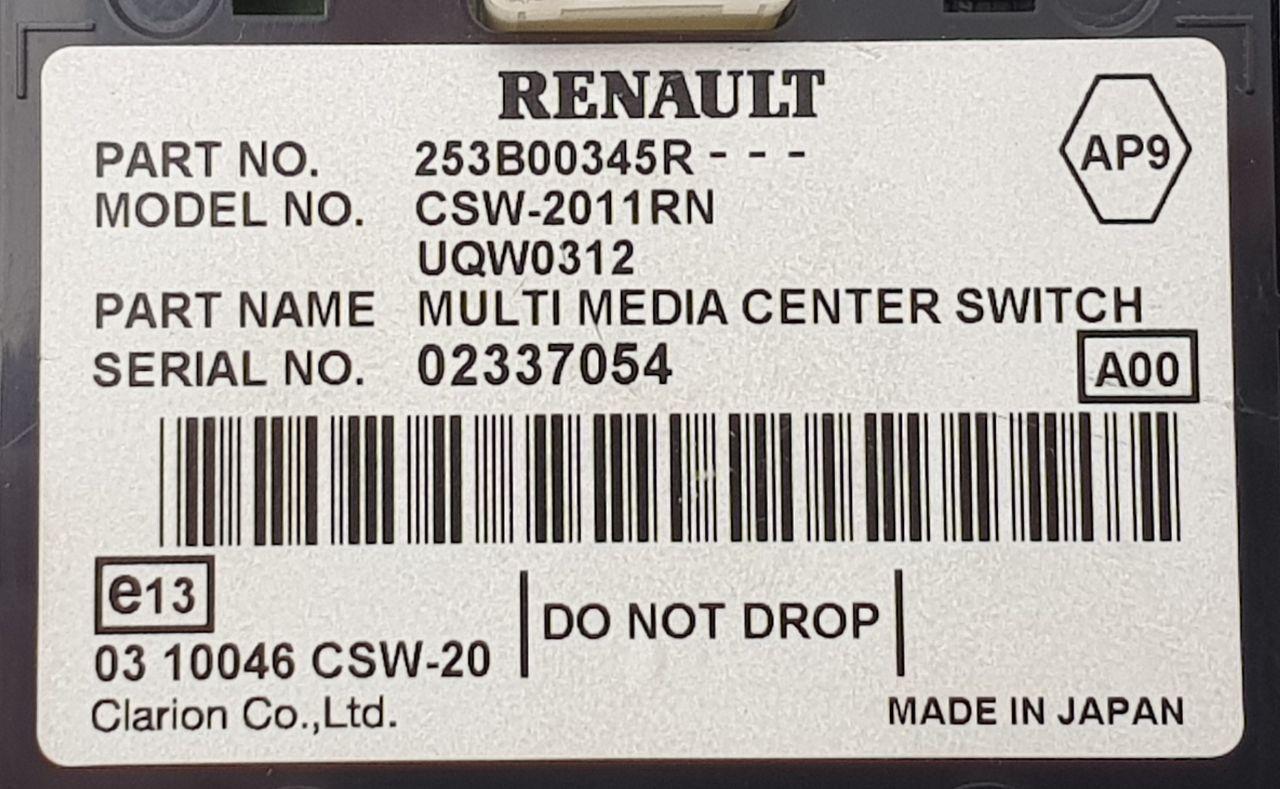 RENAULT
AP9
PART NO. 253B00345R - - -
MODEL NO. CSW-2011RN
UQW0312
PART NAME MULTI MEDIA CENTER SWITCH
SERIAL NO. 02337054
A00
e13
DO NOT DROP
03 10046 CSW-20
Clarion Co.,Ltd.
MADE IN JAPAN